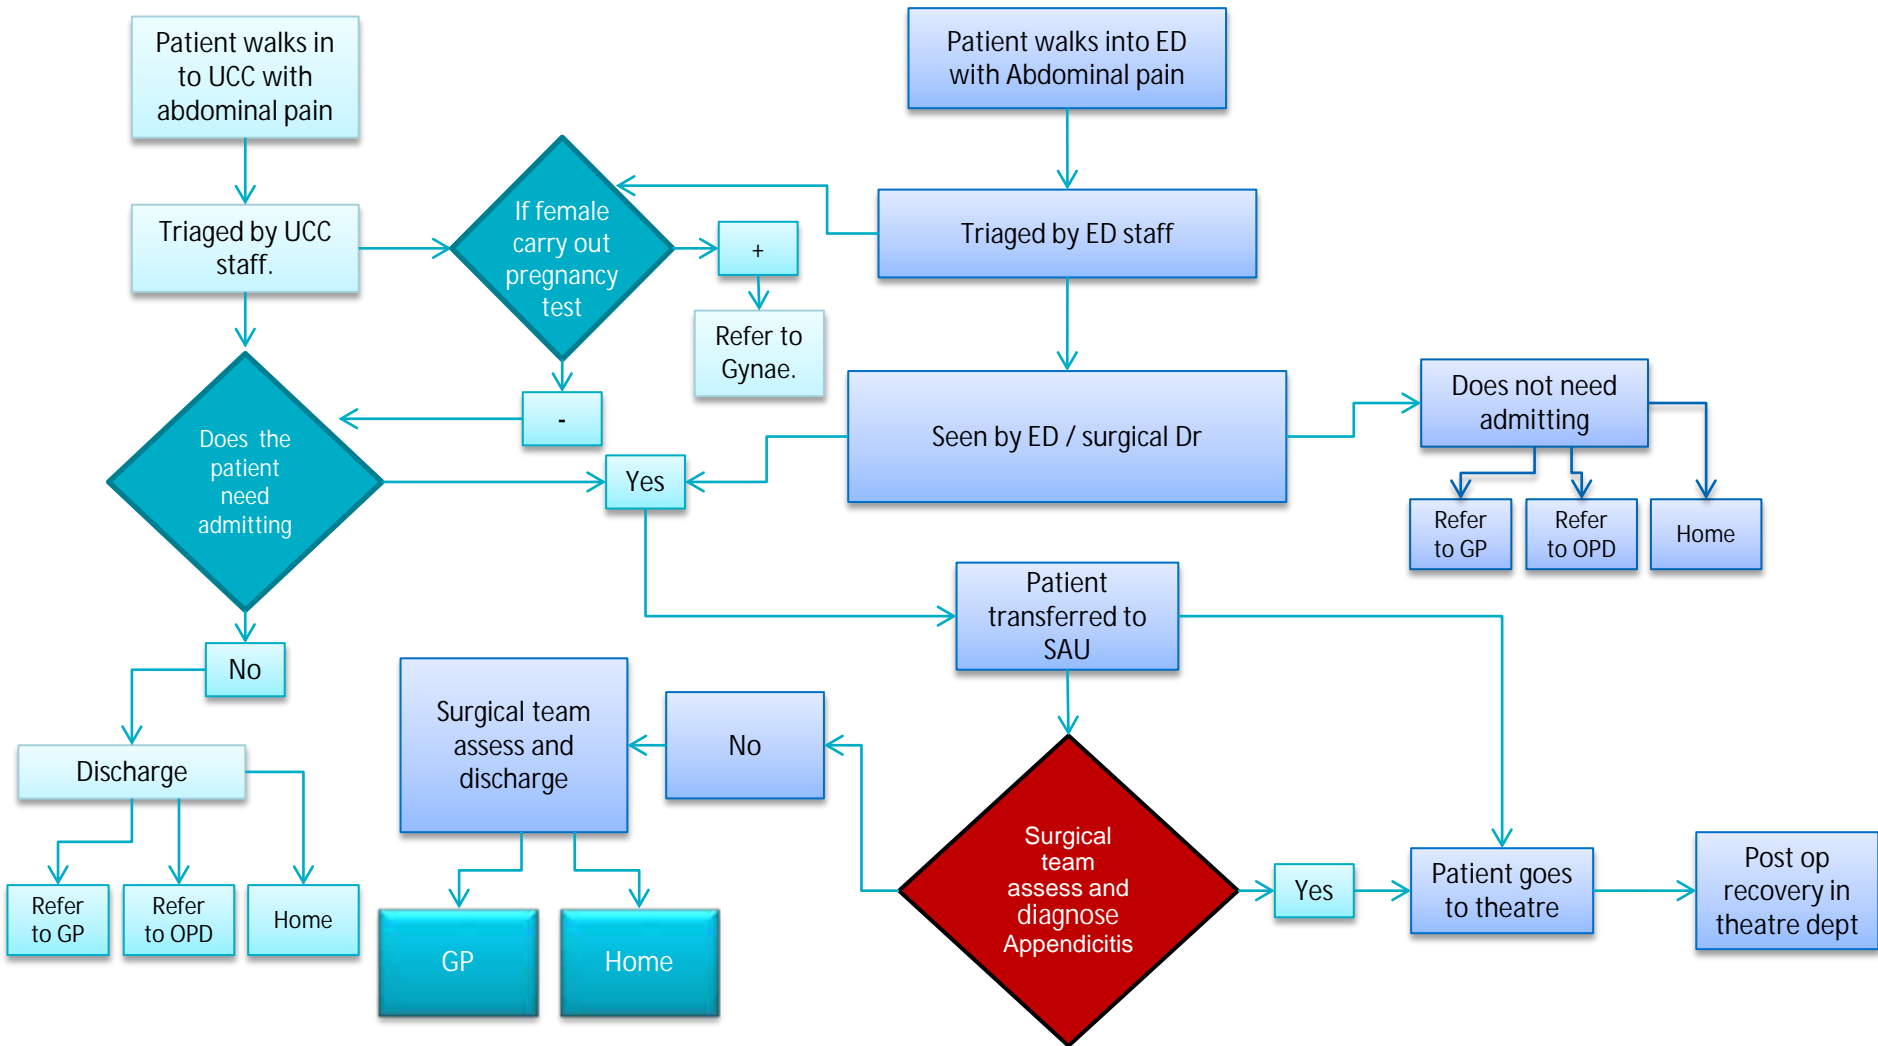 Patient walks in
to UCC with
abdominal pain
Patient walks into ED
with Abdominal pain
Triaged by UCC
staff.
If female
carry out
pregnancy
test
+
Refer to
Gynae.
-
Triaged by ED staff
Seen by ED / surgical Dr
Does not need
admitting
Refer
to GP
Refer
to OPD
Home
Does the
patient
need
admitting
Yes
No
Discharge
Refer
to GP
Refer
to OPD
Home
Patient
transferred to
SAU
Surgical team
assess and
discharge
No
GP
Home
Surgical
team
assess and
diagnose
Appendicitis
Yes
Patient goes
to theatre
Post op
recovery in
theatre dept